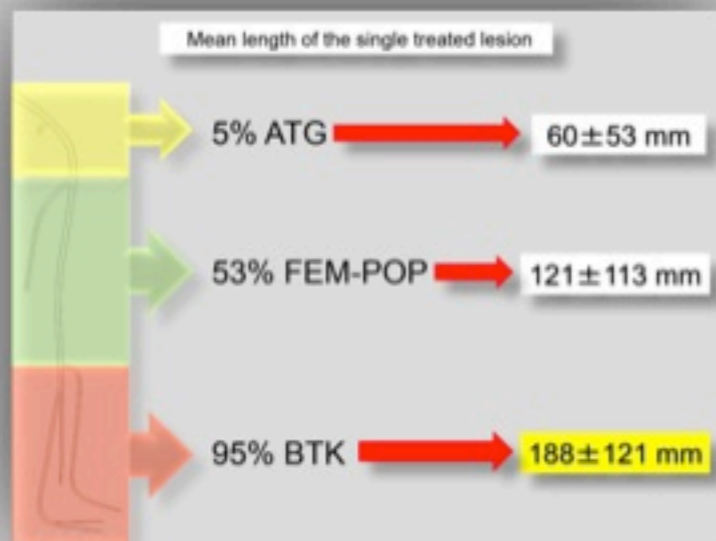 Mean length of the single treated lesion
5% ATG 60±53 mm
53% FEM-POP 121±113 mm
95% BTK 188±121 mm